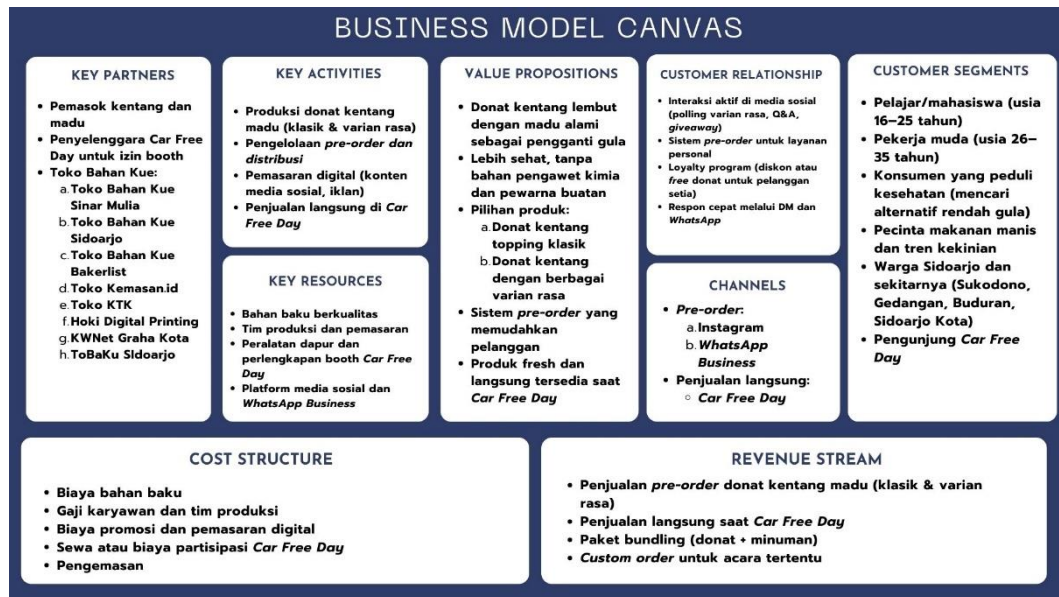 BUSINESS MODEL CANVAS
KEY PARTNERS
• Pemasok kentang dan
madu
• Penyelenggara Car Free
Day untuk izin booth
• Toko Bahan Kue:
a. Toko Bahan Kue
Sinar Mulia
b. Toko Bahan Kue
Sidoarjo
c. Toko Bahan Kue
Bakerlist
d. Toko Kemasan.id
e. Toko KTK
f. Hoki Digital Printing
g. KWNet Graha Kota
h. ToBaKu SIdoarjo
KEY ACTIVITIES
• Produksi donat kentang
madu (klasik & varian
rasa)
• Pengelolaan pre-order dan
distribusi
• Pemasaran digital (konten
media sosial, iklan)
• Penjualan langsung di Car
Free Day
KEY RESOURCES
• Bahan baku berkualitas
• Tim produksi dan pemasaran
• Peralatan dapur dan
perlengkapan booth Car Free
Day
• Platform media sosial dan
WhatsApp Business
VALUE PROPOSITIONS
• Donat kentang lembut
dengan madu alami
sebagai pengganti gula
• Lebih sehat, tanpa
bahan pengawet kimia
dan pewarna buatan
• Pilihan produk:
a. Donat kentang
topping klasik
b. Donat kentang
dengan berbagai
varian rasa
• Sistem pre-order yang
memudahkan
pelanggan
• Produk fresh dan
langsung tersedia saat
Car Free Day
CUSTOMER RELATIONSHIP
• Interaksi aktif di media sosial
(polling varian rasa, Q&A,
giveaway)
• Sistem pre-order untuk layanan
personal
• Loyalty program (diskon atau
free donat untuk pelanggan
setia)
• Respon cepat melalui DM dan
WhatsApp
CHANNELS
• Pre-order:
a. Instagram
b. WhatsApp
Business
• Penjualan langsung:
○ Car Free Day
CUSTOMER SEGMENTS
• Pelajar/mahasiswa (usia
16–25 tahun)
• Pekerja muda (usia 26–
35 tahun)
• Konsumen yang peduli
kesehatan (mencari
alternatif rendah gula)
• Pecinta makanan manis
dan tren kekinian
• Warga Sidoarjo dan
sekitarnya (Sukodono,
Gedangan, Buduran,
Sidoarjo Kota)
• Pengunjung Car Free
Day
COST STRUCTURE
• Biaya bahan baku
• Gaji karyawan dan tim produksi
• Biaya promosi dan pemasaran digital
• Sewa atau biaya partisipasi Car Free Day
• Pengemasan
REVENUE STREAM
• Penjualan pre-order donat kentang madu (klasik & varian
rasa)
• Penjualan langsung saat Car Free Day
• Paket bundling (donat + minuman)
• Custom order untuk acara tertentu